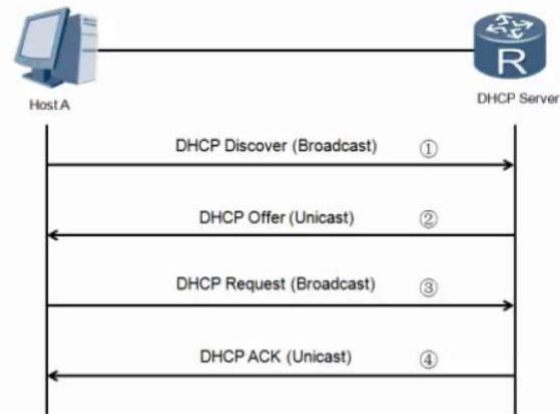 R
Host A
DHCP Server
DHCP Discover (Broadcast) ①
DHCP Offer (Unicast) ②
DHCP Request (Broadcast) ③
DHCP ACK (Unicast) ④